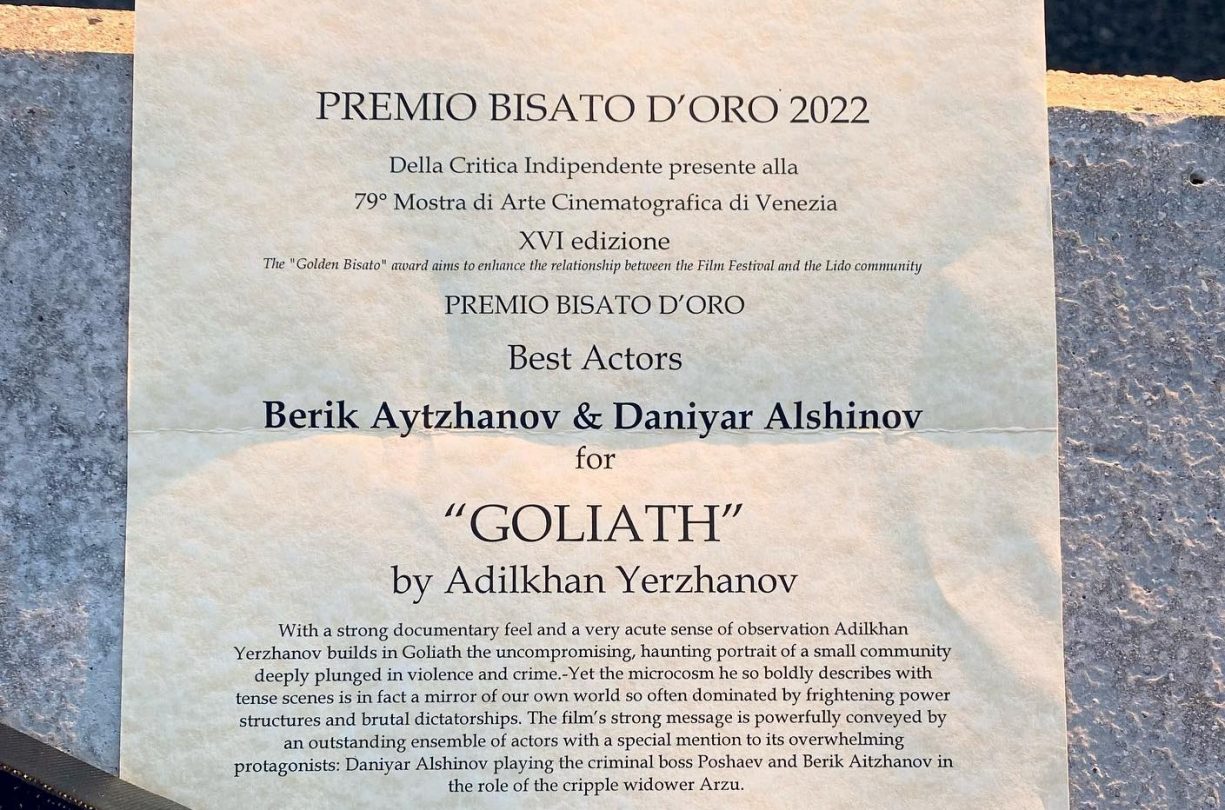 PREMIO BISATO D’ORO 2022
Della Critica Indipendente presente alla
79° Mostra di Arte Cinematografica di Venezia
XVI edizione
The "Golden Bisato" award aims to enhance the relationship between the Film Festival and the Lido community
PREMIO BISATO D’ORO
Best Actors
Berik Aytzhanov & Daniyar Alshinov
for
“GOLIATH”
by Adilkhan Yerzhanov
With a strong documentary feel and a very acute sense of observation Adilkhan
Yerzhanov builds in Goliath the uncompromising, haunting portrait of a small community
deeply plunged in violence and crime.-Yet the microcosm he so boldly describes with
tense scenes is in fact a mirror of our own world so often dominated by frightening power
structures and brutal dictatorships. The film’s strong message is powerfully conveyed by
an outstanding ensemble of actors with a special mention to its overwhelming
protagonists: Daniyar Alshinov playing the criminal boss Poshaev and Berik Aitzhanov in
the role of the cripple widower Arzu.